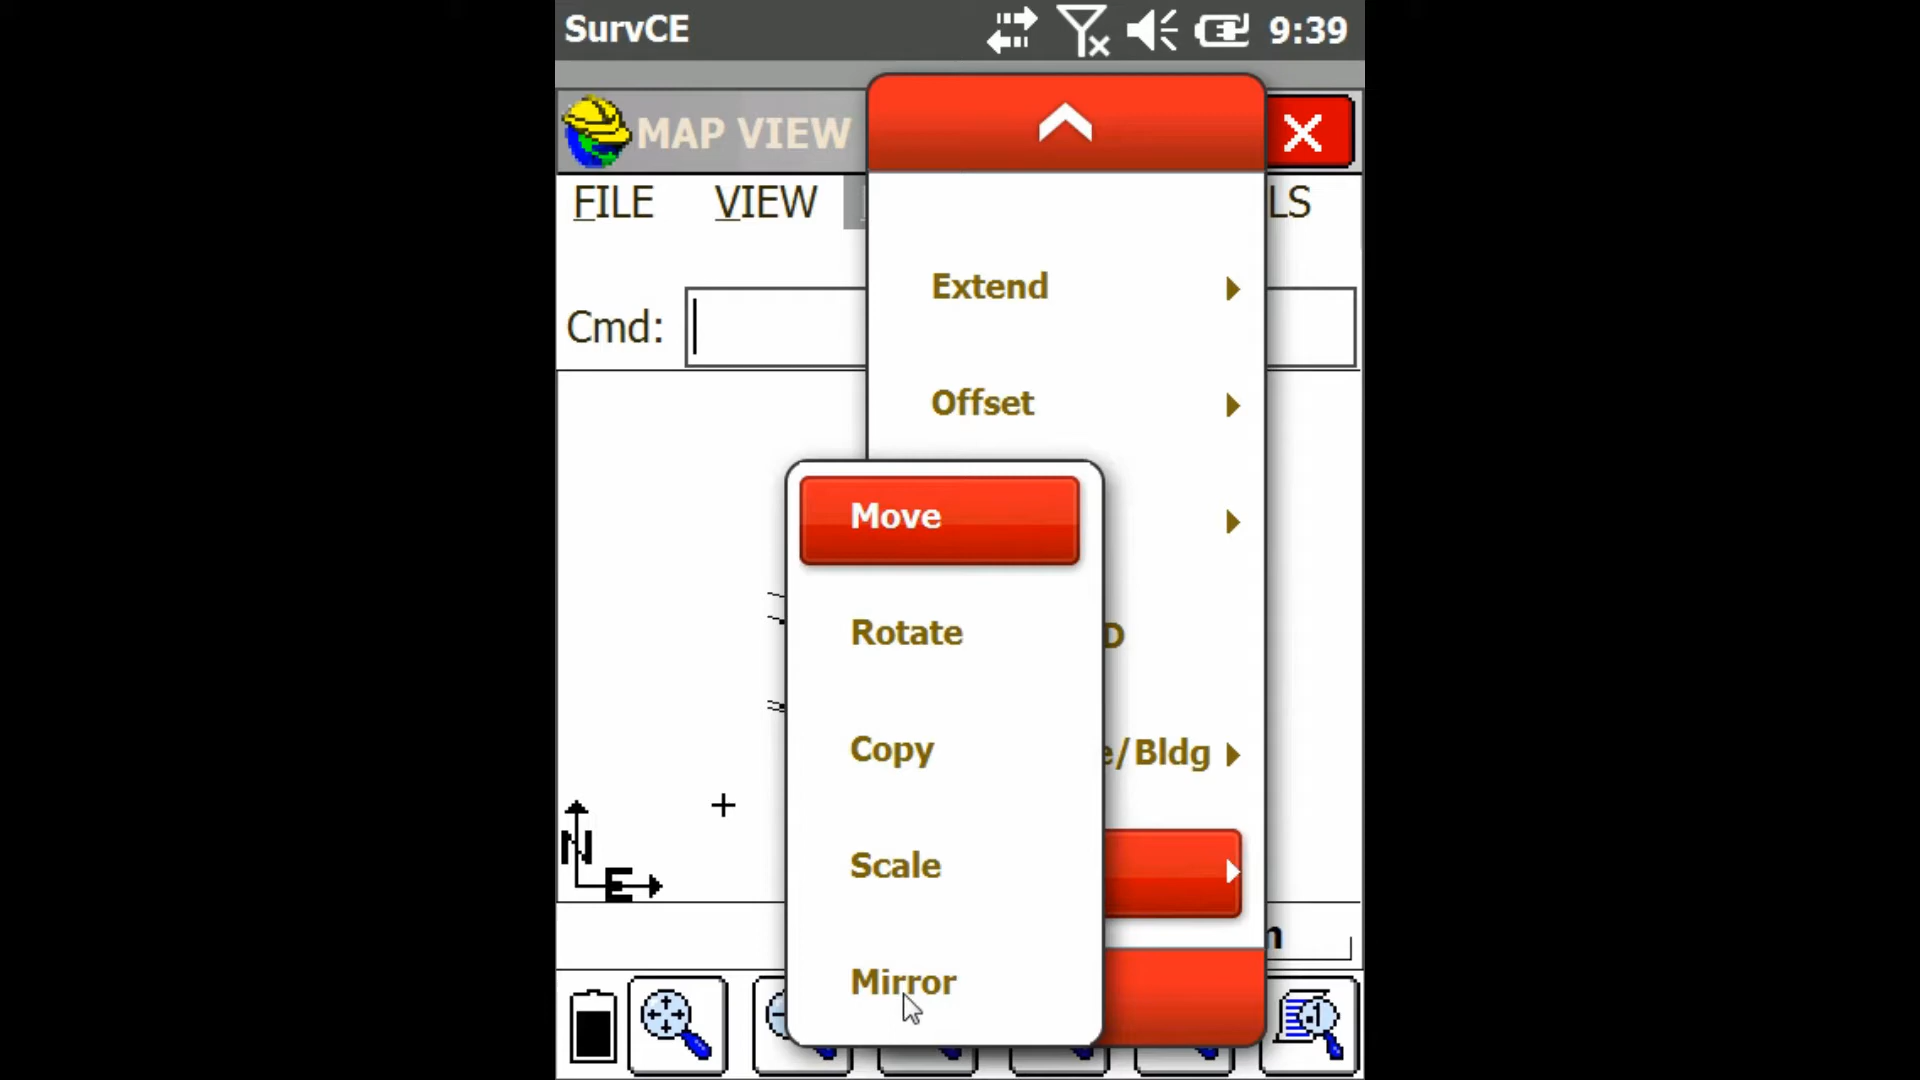 SurvCE 9:39
MAP VIEW
FILE VIEW LS
Cmd:
Extend
Offset
Move
Rotate
D
Copy
e/Bldg
Scale
Mirror
N
E